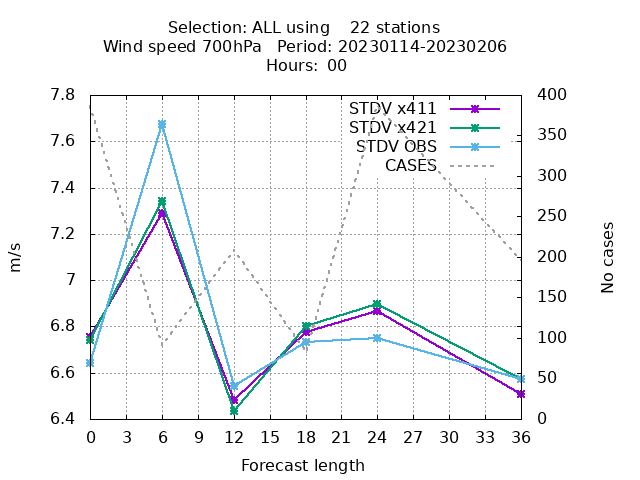 Selection: ALL using    22 stations
Wind speed 700hPa   Period: 20230114-20230206
Hours:  00
7.8
7.6
7.4
7.2
7
6.8
6.6
6.4
m/s
STDV x411
STDV x421
STDV OBS
CASES
400
350
300
250
200
150
100
50
0
No cases
0 3 6 9 12 15 18 21 24 27 30 33 36
Forecast length